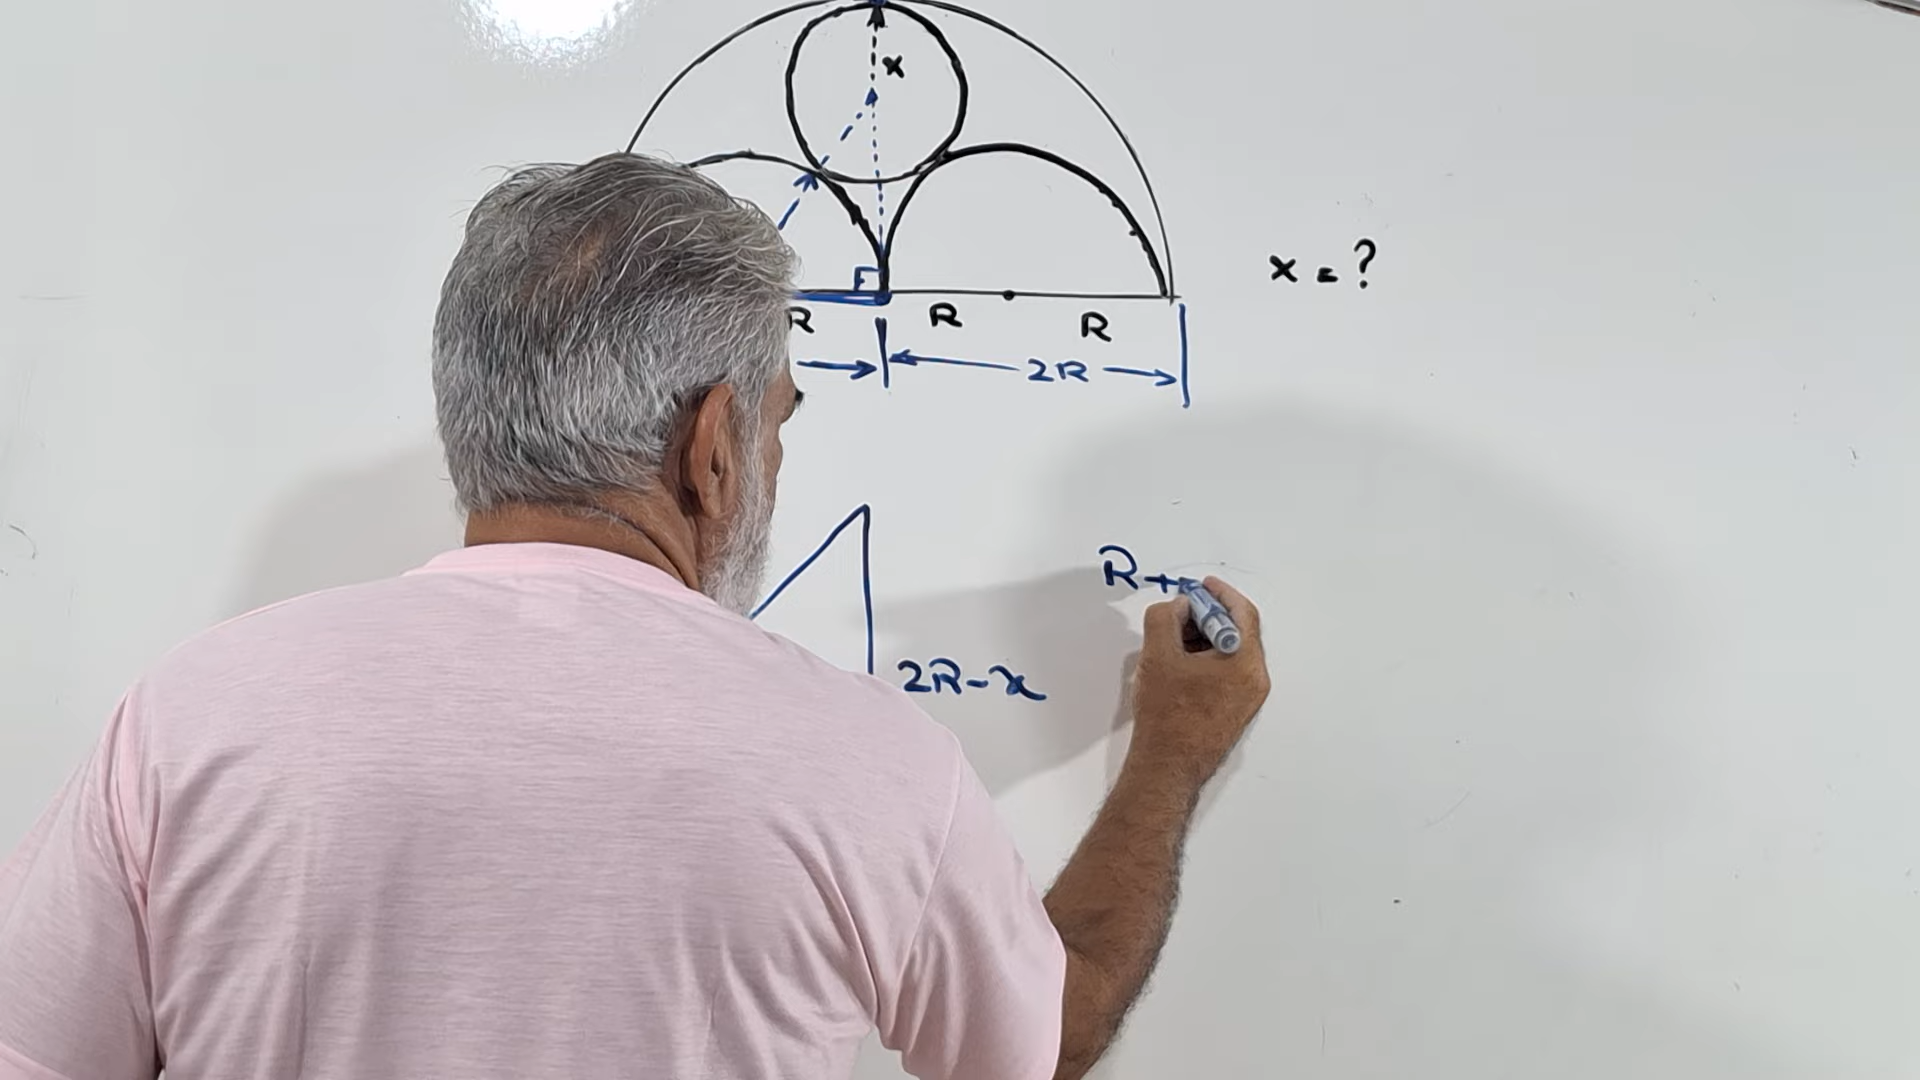 x
x = ?
R R R
2R
R+
2R-x